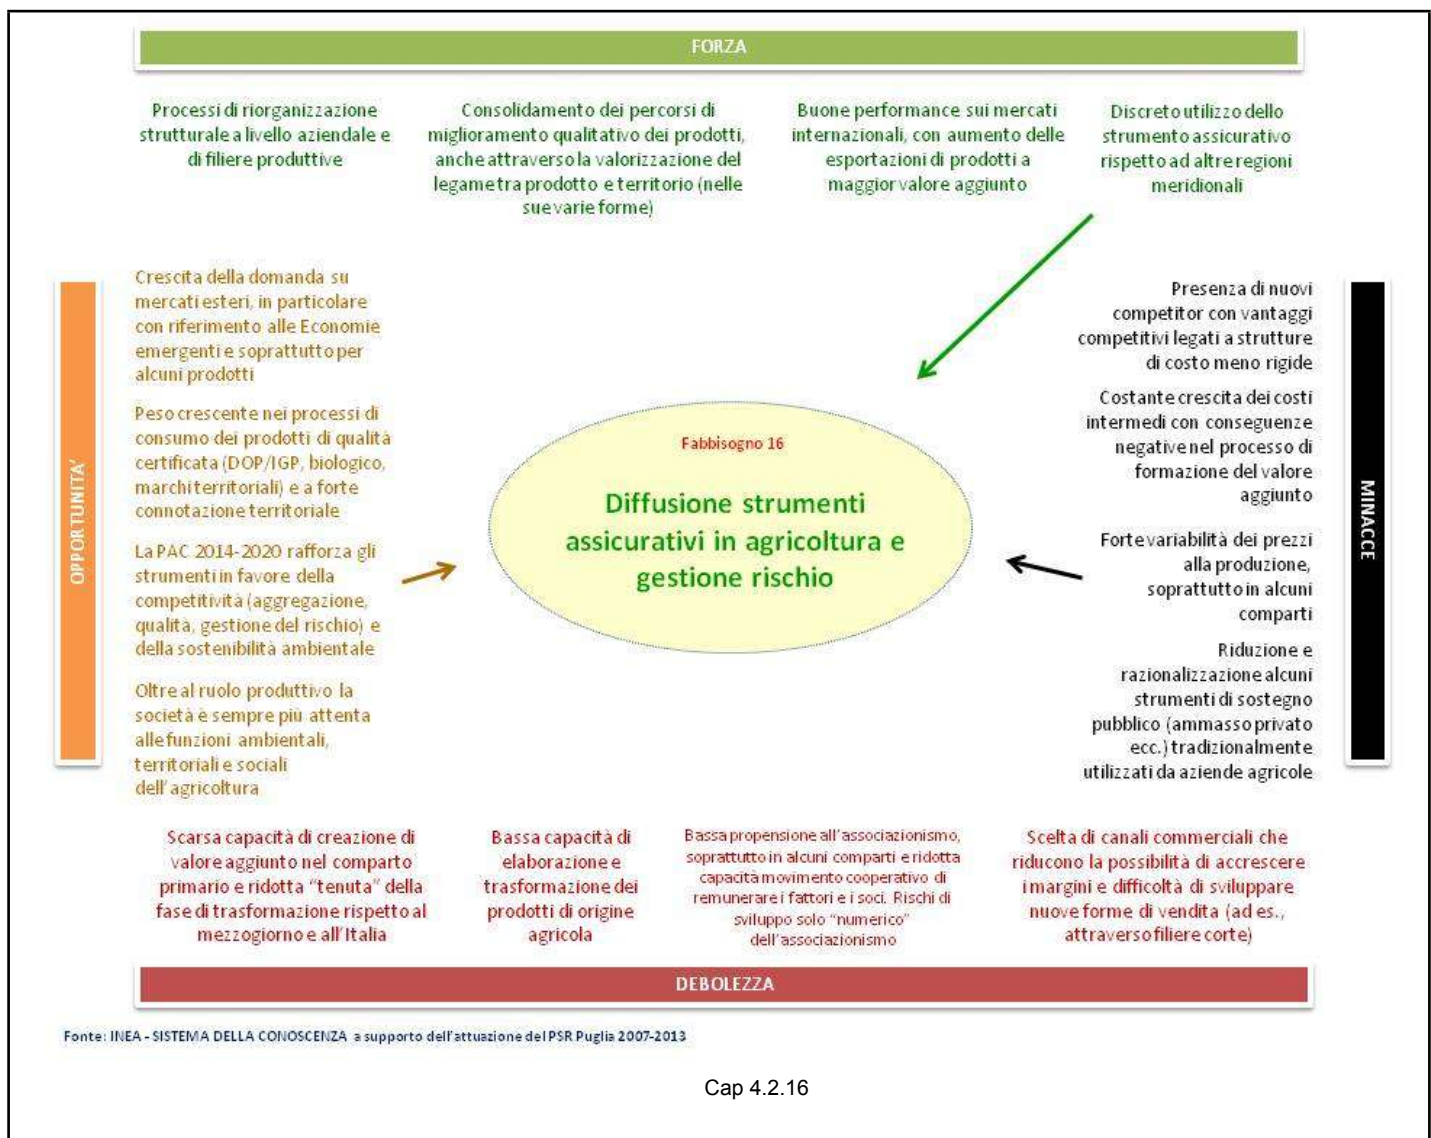 FORZA
Processi di riorganizzazione
strutturale a livello aziendale e
di filiere produttive
Consolidamento dei percorsi di
miglioramento qualitativo dei prodotti,
anche attraverso la valorizzazione del
legame tra prodotto e territorio (nelle
sue varie forme)
Buone performance sui mercati
internazionali, con aumento delle
esportazioni di prodotti a
maggior valore aggiunto
Discreto utilizzo dello
strumento assicurativo
rispetto ad altre regioni
meridionali
OPPORTUNITA'
Crescita della domanda su
mercati esteri, in particolare
con riferimento alle Economie
emergenti e soprattutto per
alcuni prodotti
Peso crescente nei processi di
consumo dei prodotti di qualità
certificata (DOP/IGP, biologico,
marchi territoriali) e a forte
connotazione territoriale
La PAC 2014-2020 rafforza gli
strumenti in favore della
competitività (aggregazione,
qualità, gestione del rischio) e
della sostenibilità ambientale
Oltre al ruolo produttivo la
società è sempre più attenta
alle funzioni ambientali,
territoriali e sociali
dell'agricoltura
Fabbisogno 16
Diffusione strumenti
assicurativi in agricoltura e
gestione rischio
Presenza di nuovi
competitor con vantaggi
competitivi legati a strutture
di costo meno rigide
Costante crescita dei costi
intermedi con conseguenze
negative nel processo di
formazione del valore
aggiunto
Forte variabilità dei prezzi
alla produzione,
soprattutto in alcuni
comparti
Riduzione e
razionalizzazione alcuni
strumenti di sostegno
pubblico (ammasso privato
ecc.) tradizionalmente
utilizzati da aziende agricole
MINACCE
Scarsa capacità di creazione di
valore aggiunto nel comparto
primario e ridotta "tenuta" della
fase di trasformazione rispetto al
mezzogiorno e all'Italia
Bassa capacità di
elaborazione e
trasformazione dei
prodotti di origine
agricola
Bassa propensione all'associazionismo,
soprattutto in alcuni comparti e ridotta
capacità movimento cooperativo di
remunerare i fattori e i soci. Rischi di
sviluppo solo "numerico"
dell'associazionismo
Scelta di canali commerciali che
riducono la possibilità di accrescere
i margini e difficoltà di sviluppare
nuove forme di vendita (ad es.,
attraverso filiere corte)
DEBOLEZZA
Fonte: INEA - SISTEMA DELLA CONOSCENZA a supporto dell'attuazione del PSR Puglia 2007-2013
Cap 4.2.16